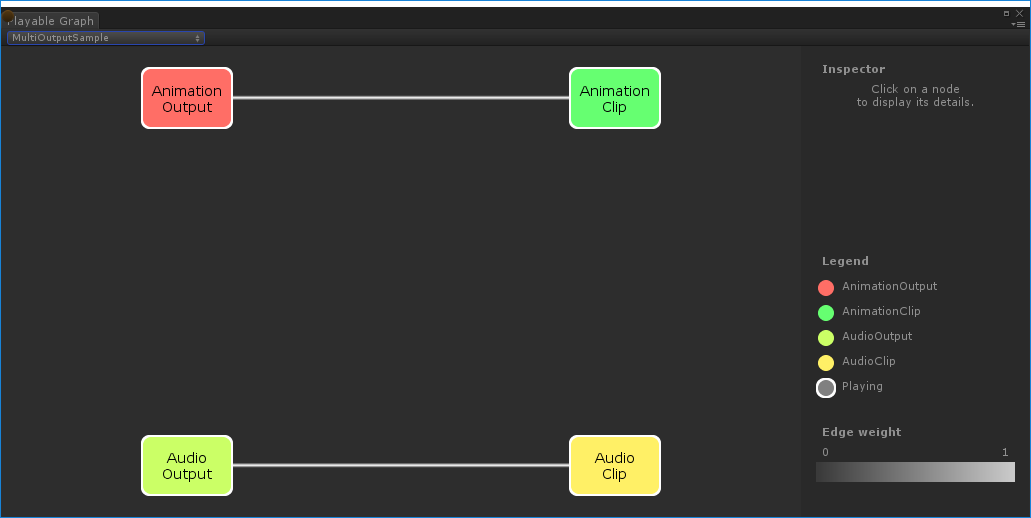 Playable Graph
MultiOutputSample
Animation
Output
Animation
Clip
Audio
Output
Audio
Clip
Inspector
Click on a node
to display its details.
Legend
AnimationOutput
AnimationClip
AudioOutput
AudioClip
Playing
Edge weight
0 1